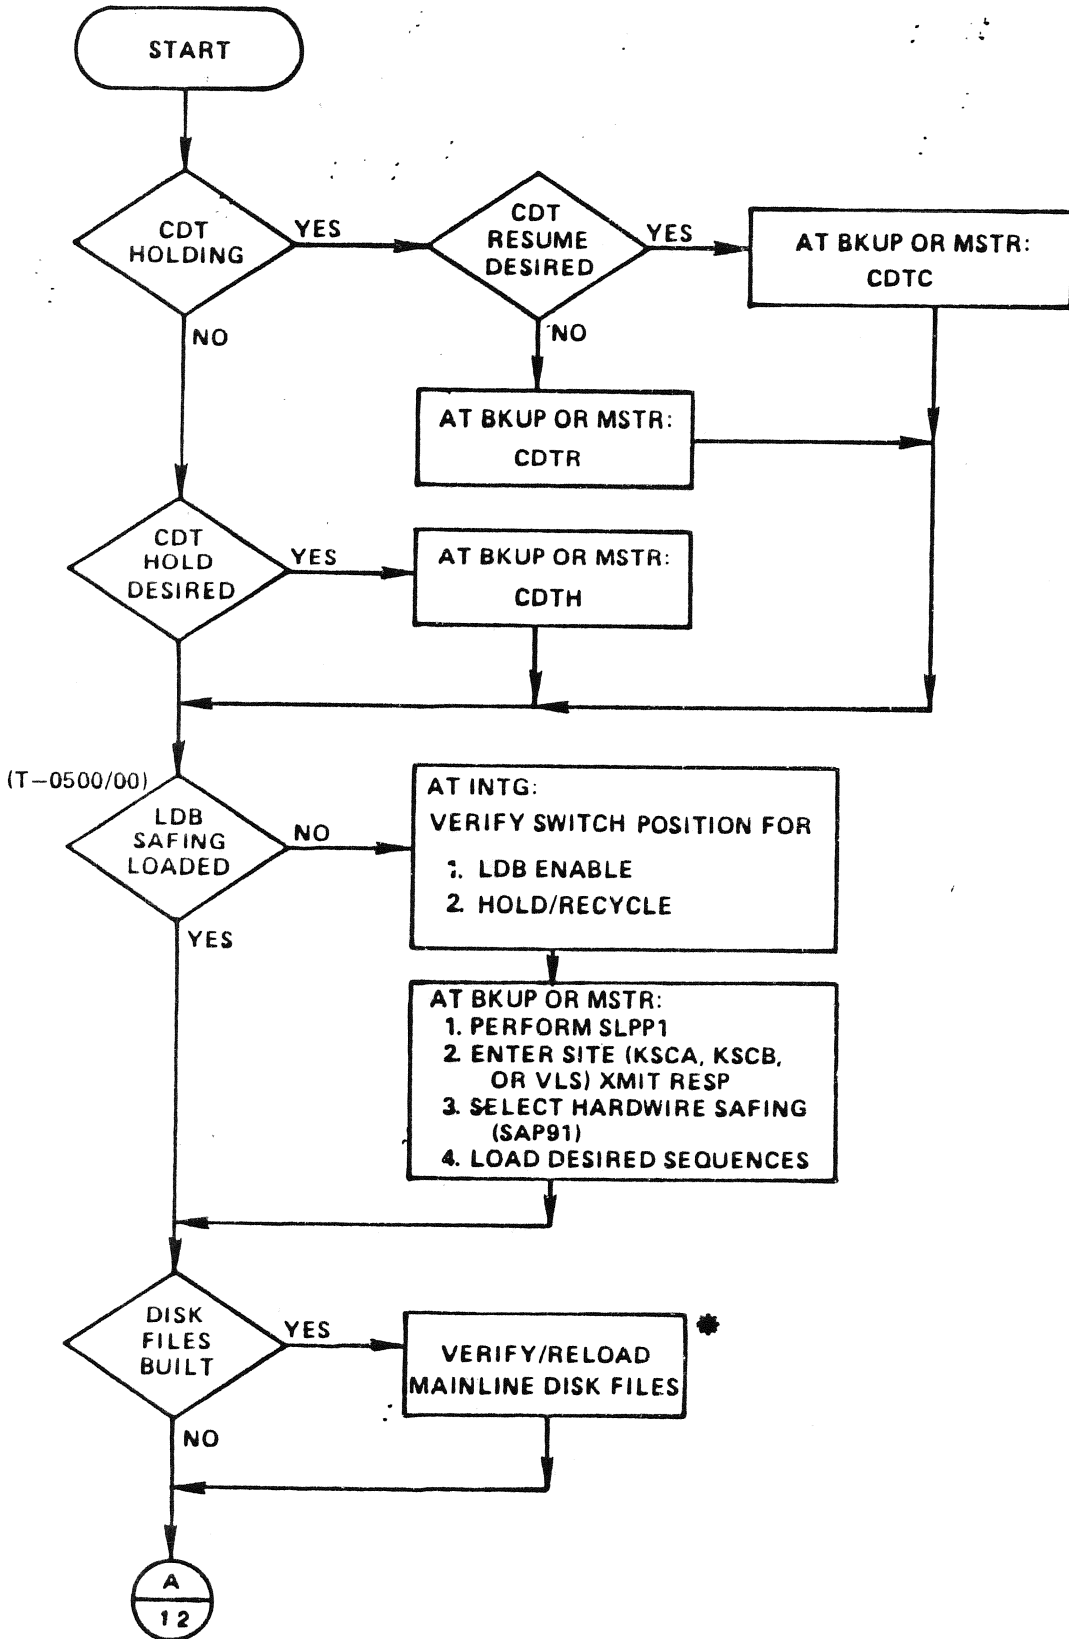 START
CDT
HOLDING
YES
CDT
RESUME
DESIRED
YES
AT BKUP OR MSTR:
CDTC
NO
NO
AT BKUP OR MSTR:
CDTR
CDT
HOLD
DESIRED
YES
AT BKUP OR MSTR:
CDTH
(T-0500/00)
LDB
SAFING
LOADED
NO
AT INTG:
VERIFY SWITCH POSITION FOR
1. LDB ENABLE
2. HOLD/RECYCLE
YES
AT BKUP OR MSTR:
1. PERFORM SLPP1
2. ENTER SITE (KSCA, KSCB,
OR VLS) XMIT RESP
3. SELECT HARDWIRE SAFING
(SAP91)
4. LOAD DESIRED SEQUENCES
DISK
FILES
BUILT
YES
VERIFY/RELOAD
MAINLINE DISK FILES
*
NO
A
12